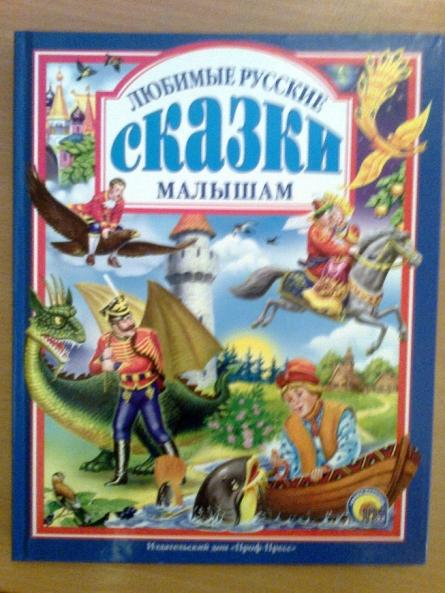 ЛЮБИМЫЕ РУССКИЕ
сказки
МАЛЫШАМ
Издательский дом «Проф-Пресс»